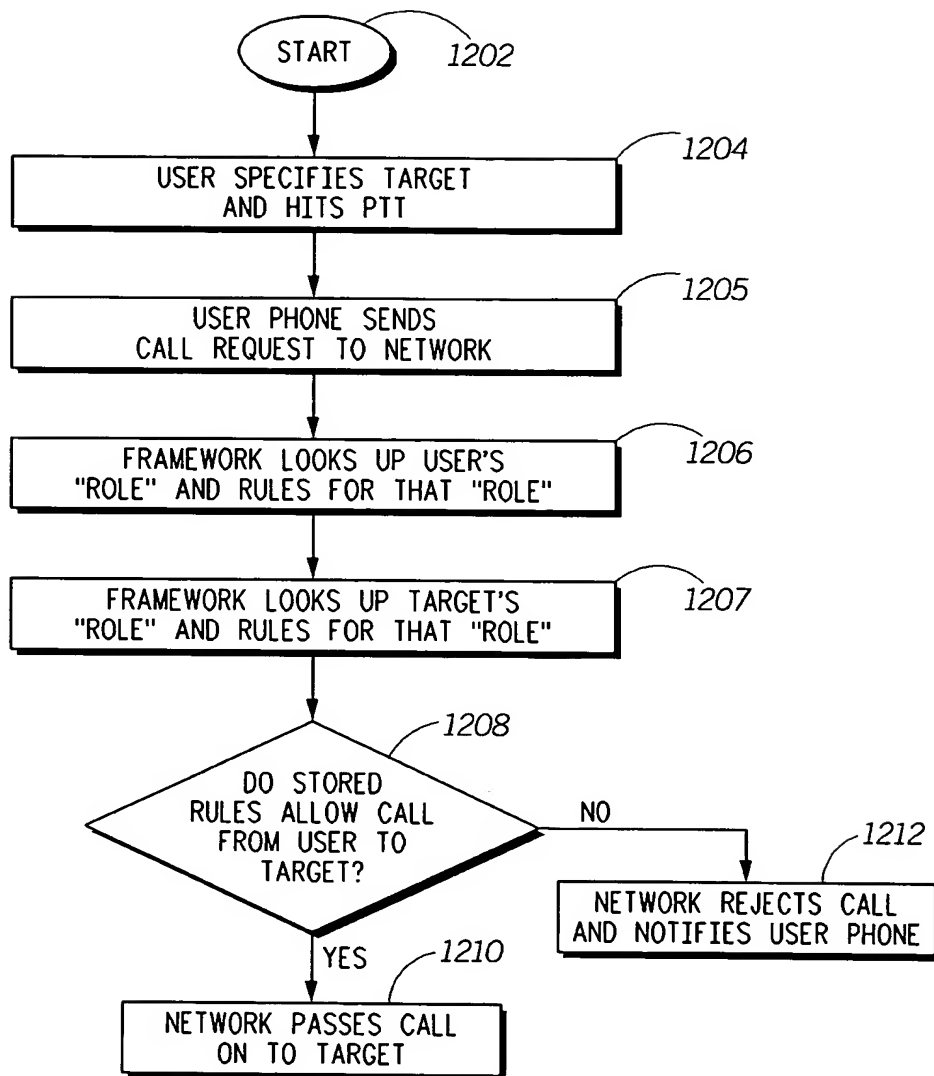 START
1202
1204
USER SPECIFIES TARGET
AND HITS PTT
1205
USER PHONE SENDS
CALL REQUEST TO NETWORK
1206
FRAMEWORK LOOKS UP USER'S
"ROLE" AND RULES FOR THAT "ROLE"
1207
FRAMEWORK LOOKS UP TARGET'S
"ROLE" AND RULES FOR THAT "ROLE"
1208
DO STORED
RULES ALLOW CALL
FROM USER TO
TARGET?
NO
1212
NETWORK REJECTS CALL
AND NOTIFIES USER PHONE
YES
1210
NETWORK PASSES CALL
ON TO TARGET